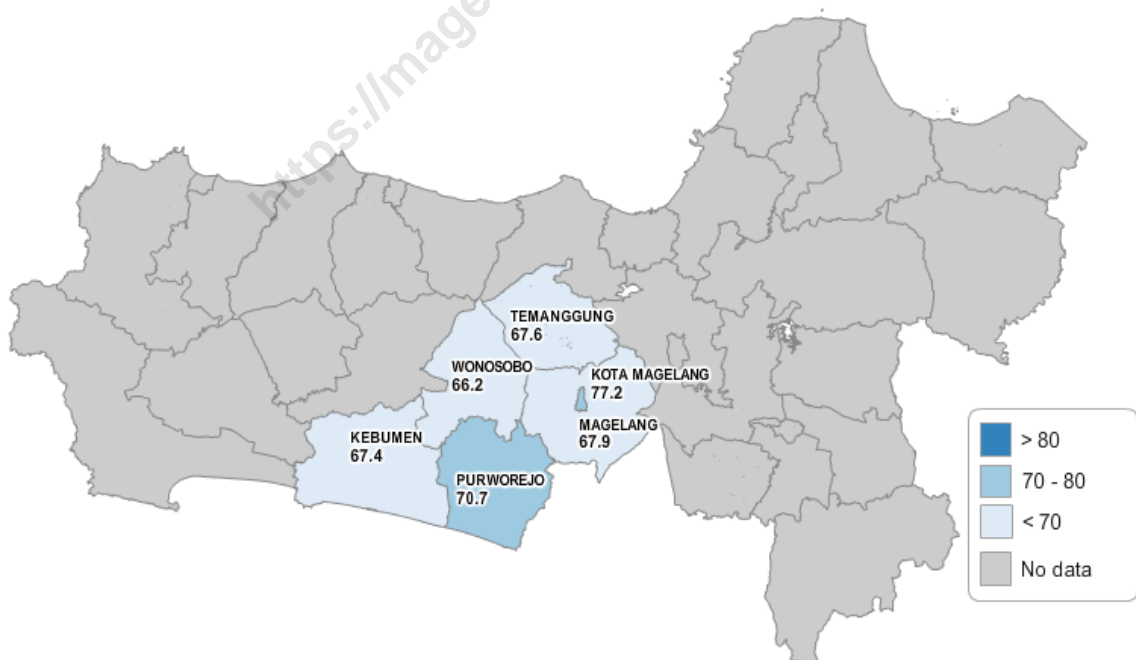 https://mage
TEMANGGUNG
67.6
WONOSOBO
66.2
KOTA MAGELANG
77.2
MAGELANG
67.9
KEBUMEN
67.4
PURWOREJO
70.7
> 80
70 - 80
< 70
No data